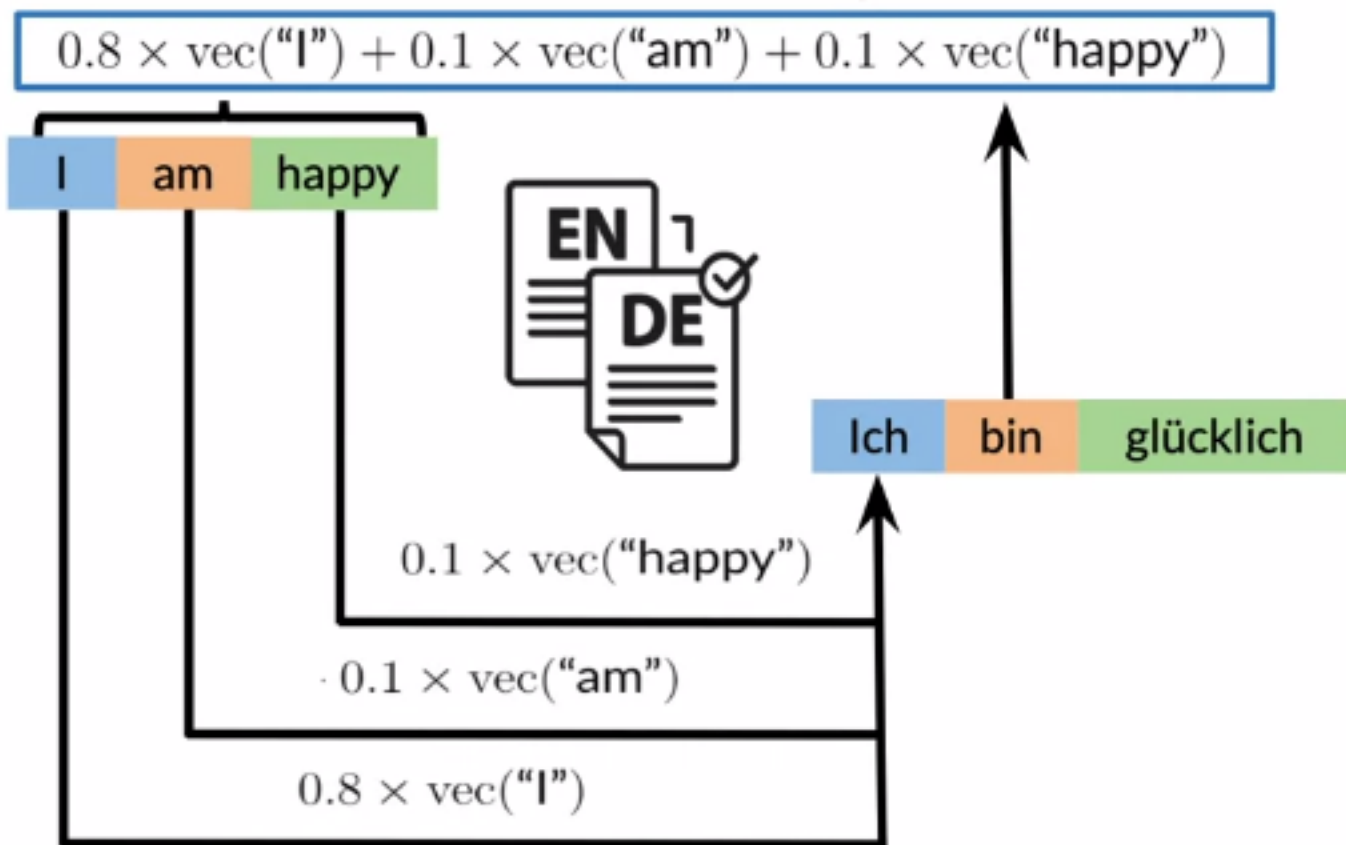 0.8 × vec(“I”) + 0.1 × vec(“am”) + 0.1 × vec(“happy”)
I am happy
EN
DE
Ich bin glücklich
0.1 × vec(“happy”)
0.1 × vec(“am”)
0.8 × vec(“I”)